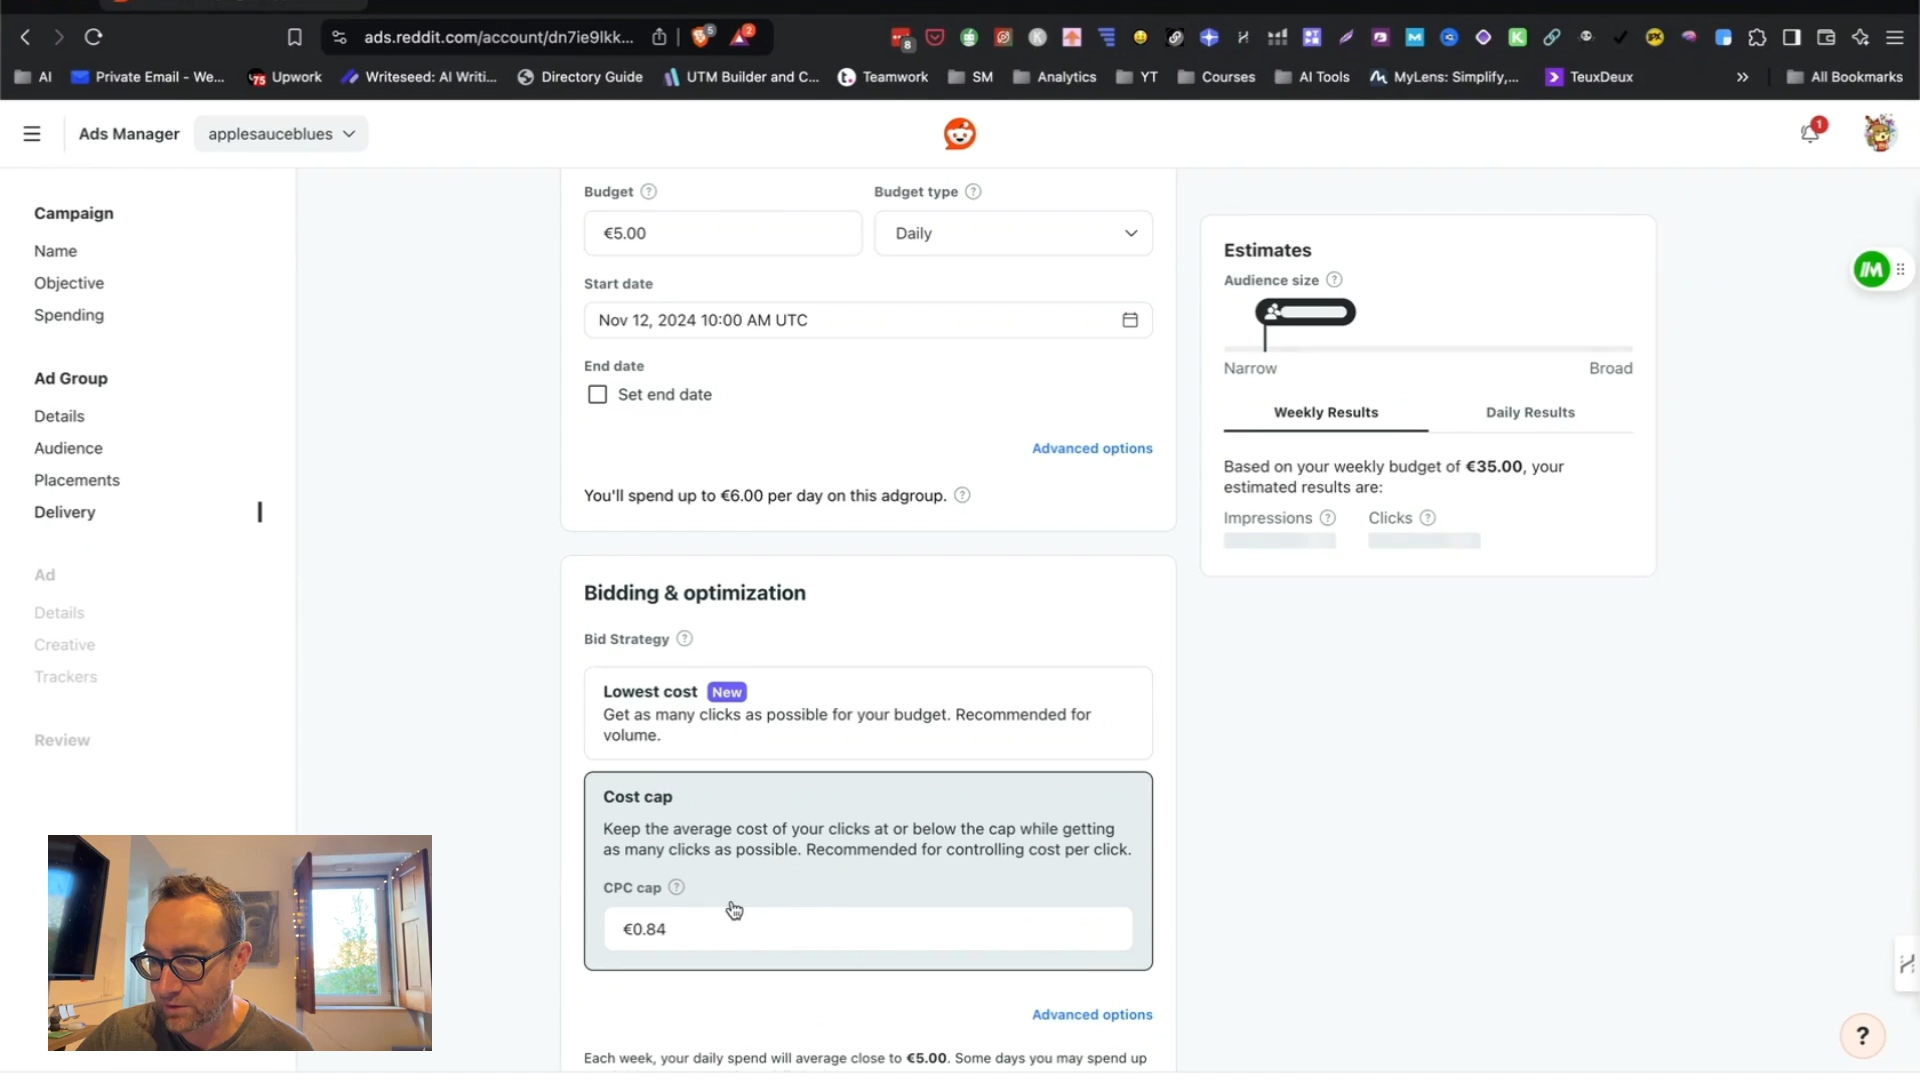 ads.reddit.com/account/dn7ie9lkk...
5
2
8
AI
Private Email - We...
75
Upwork
Writeseed: AI Writi...
Directory Guide
UTM Builder and C...
Teamwork
SM
Analytics
YT
Courses
AI Tools
MyLens: Simplify,...
TeuxDeux
All Bookmarks
Ads Manager
applesauceblues
1
Campaign
Name
Objective
Spending
Ad Group
Details
Audience
Placements
Delivery
Ad
Details
Creative
Trackers
Review
Budget
Budget type
€5.00
Daily
Start date
Nov 12, 2024 10:00 AM UTC
End date
Set end date
Advanced options
You'll spend up to €6.00 per day on this adgroup.
Bidding & optimization
Bid Strategy
Lowest cost New
Get as many clicks as possible for your budget. Recommended for
volume.
Cost cap
Keep the average cost of your clicks at or below the cap while getting
as many clicks as possible. Recommended for controlling cost per click.
CPC cap
€0.84
Advanced options
Each week, your daily spend will average close to €5.00. Some days you may spend up
Estimates
Audience size
Narrow
Broad
Weekly Results
Daily Results
Based on your weekly budget of €35.00, your
estimated results are:
Impressions
Clicks
?